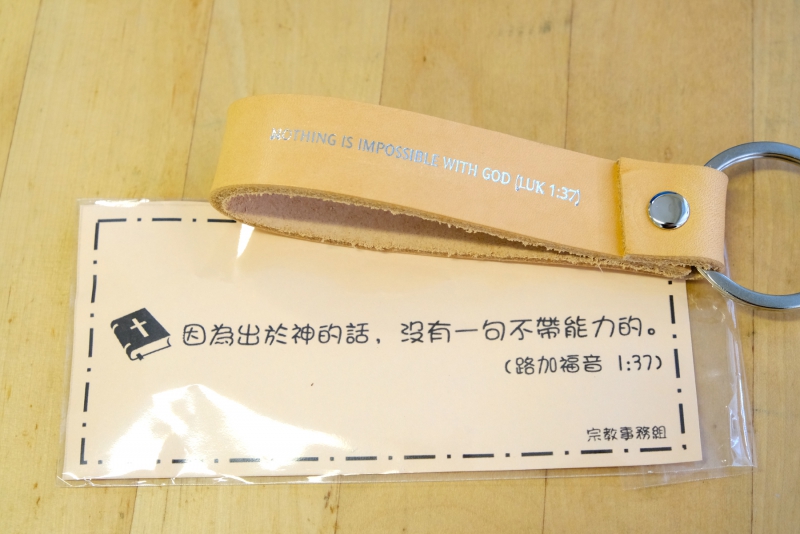 NOTHING IS IMPOSSIBLE WITH GOD (LUK 1:37)
因為出於神的話，沒有一句不帶能力的。
(路加福音 1:37)
宗教事務組